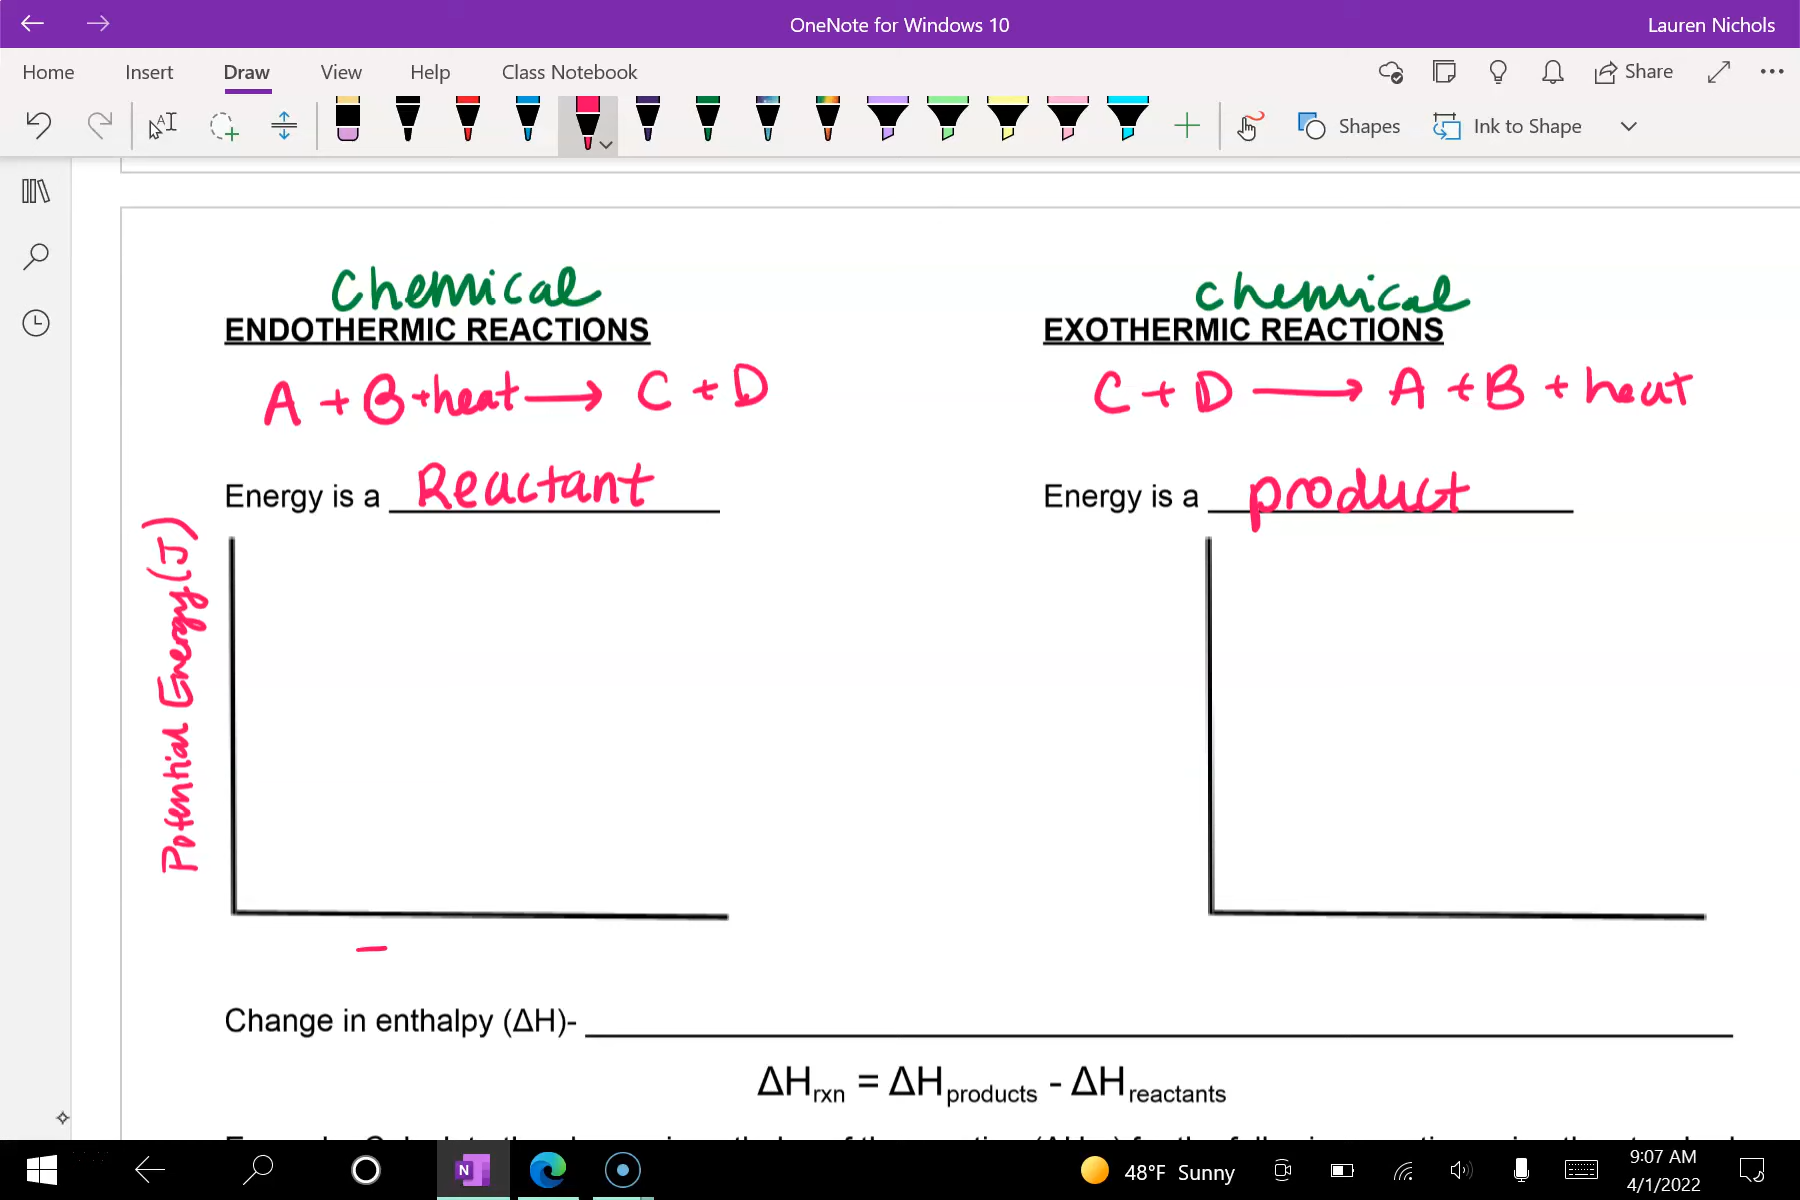 OneNote for Windows 10
Lauren Nichols
Home Insert Draw View Help Class Notebook Share
Shapes Ink to Shape
Chemical
ENDOTHERMIC REACTIONS
A + B + heat → C + D
Energy is a Reactant
Potential Energy (J)
chemical
EXOTHERMIC REACTIONS
C + D → A + B + heat
Energy is a product
Change in enthalpy (ΔH)-
ΔHrxn = ΔHproducts - ΔHreactants
48°F Sunny
9:07 AM
4/1/2022